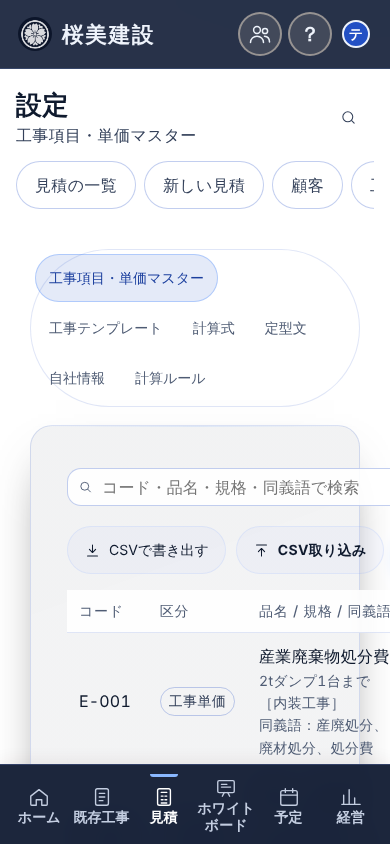 桜美建設
?
テ
設定
工事項目・単価マスター
見積の一覧
新しい見積
顧客
工事項目・単価マスター
工事テンプレート
計算式
定型文
自社情報
計算ルール
コード・品名・規格・同義語で検索
CSVで書き出す
CSV取り込み
コード
区分
品名 / 規格 / 同義語
E-001
工事単価
産業廃棄物処分費
2tダンプ1台まで
［内装工事］
同義語：産廃処分、
廃材処分、処分費
ホーム
既存工事
見積
ホワイト
ボード
予定
経営